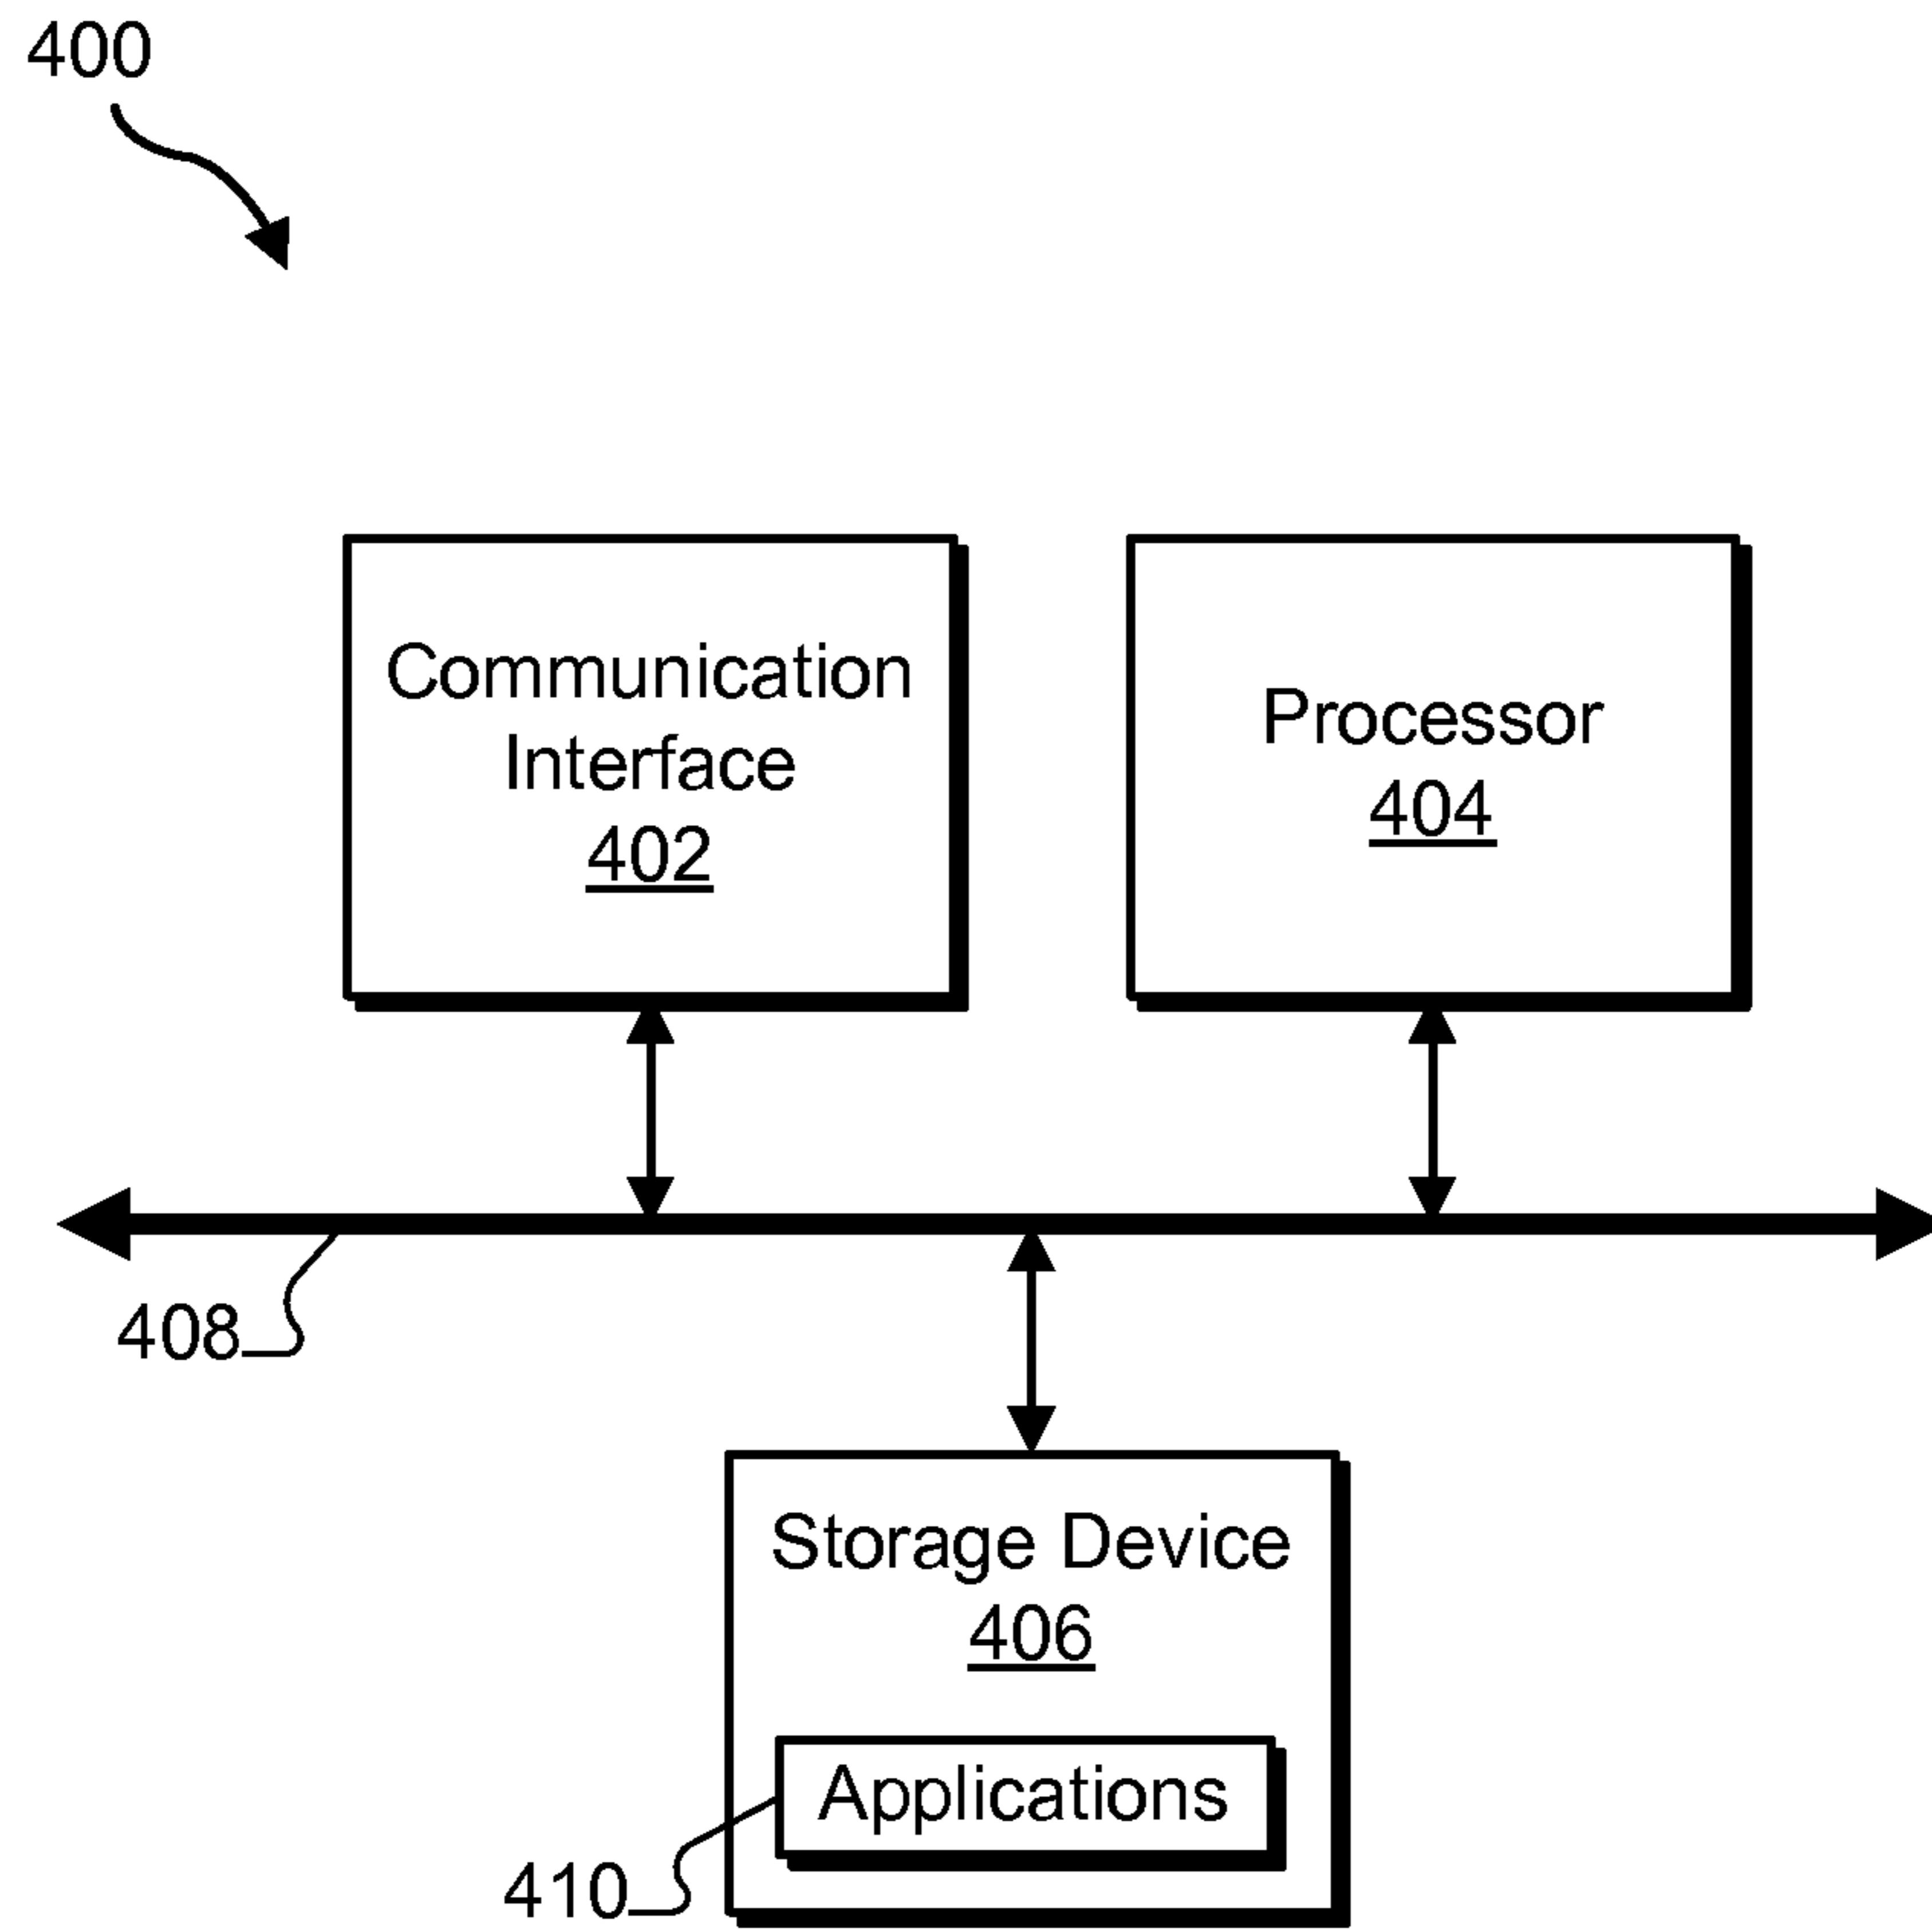 400
Communication
Interface
402
Processor
404
408
Storage Device
406
Applications
410